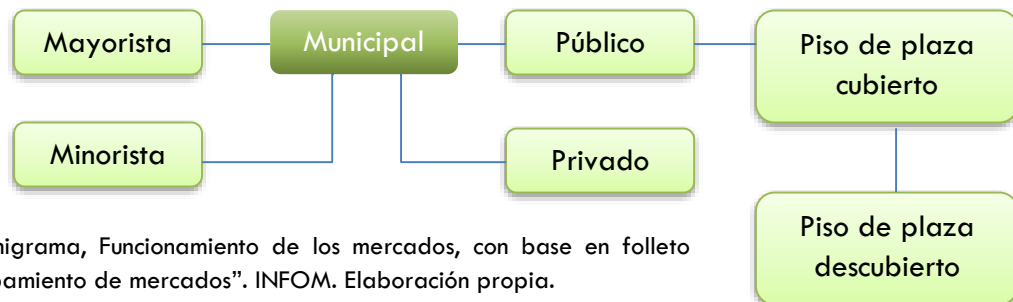 Mayorista
Municipal
Público
Piso de plaza
cubierto
Minorista
Privado
Piso de plaza
descubierto
nigrama, Funcionamiento de los mercados, con base en folleto
pamiento de mercados”. INFOM. Elaboración propia.